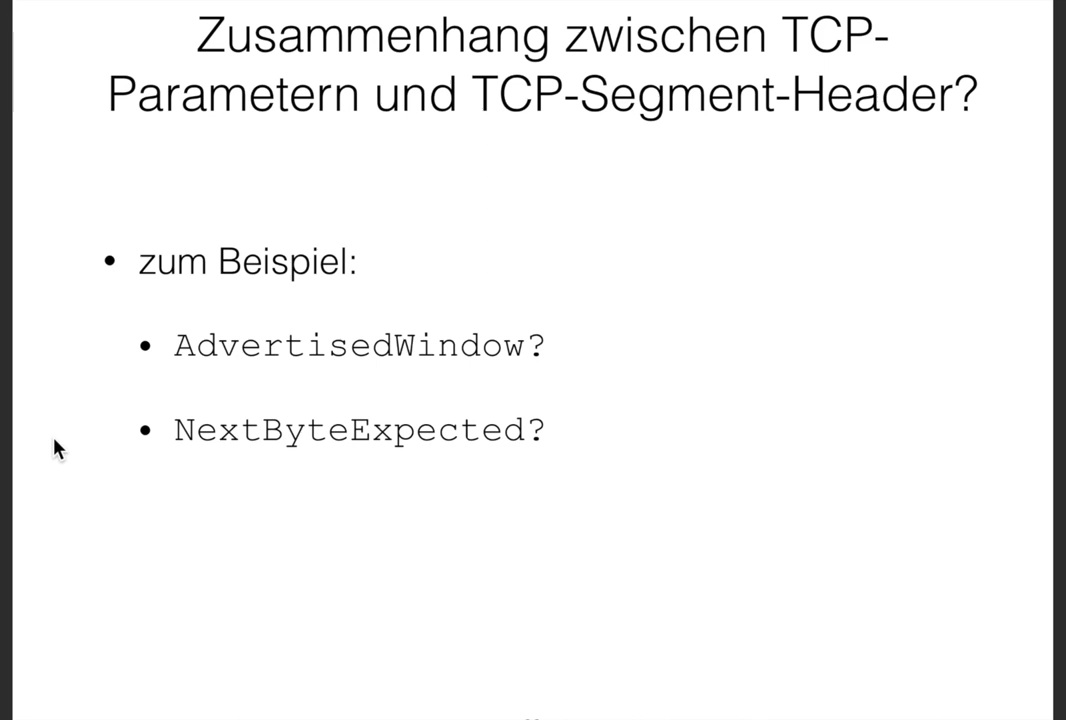 Zusammenhang zwischen TCP-
Parametern und TCP-Segment-Header?
• zum Beispiel:
• AdvertisedWindow?
• NextByteExpected?